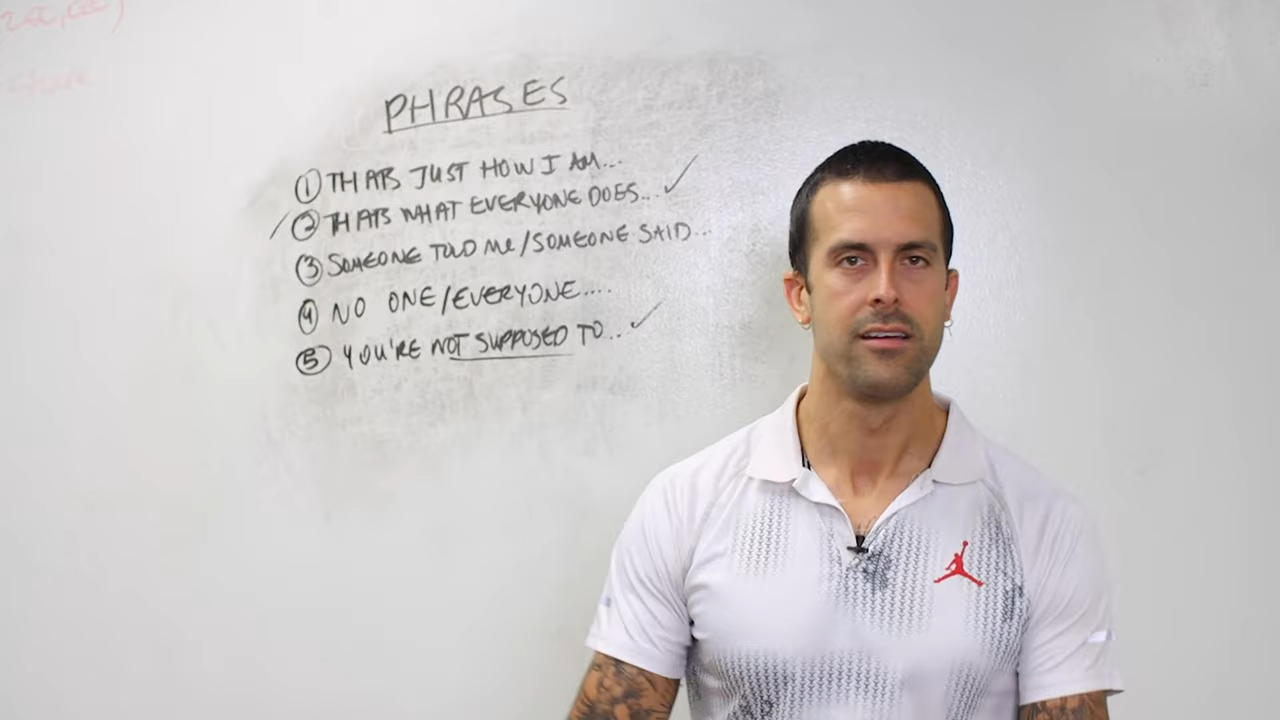 share
PHRASES
① THATS JUST HOW I AM...
② THATS WHAT EVERYONE DOES...
③ SOMEONE TOLD ME/SOMEONE SAID...
④ NO ONE/EVERYONE....
⑤ YOU'RE NOT SUPPOSED TO...